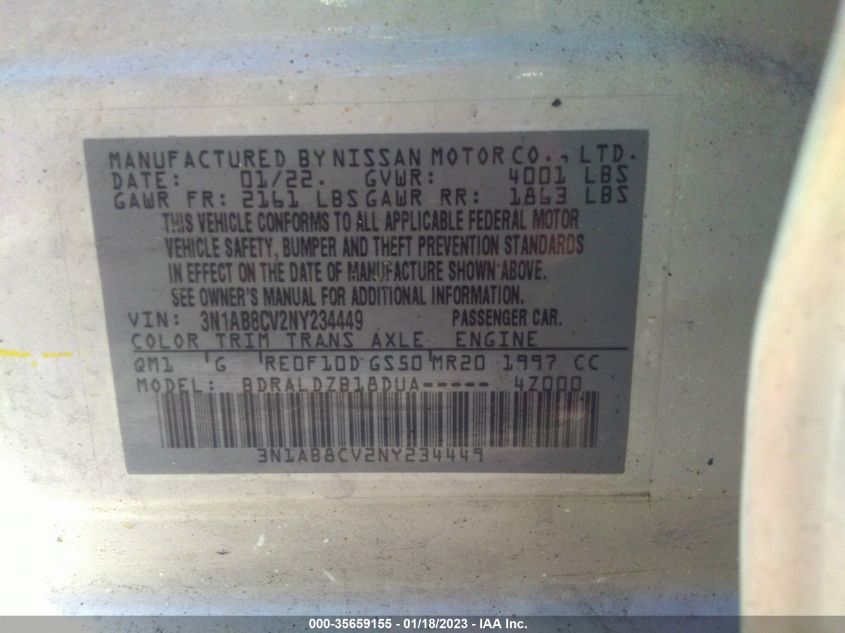 MANUFACTURED BY NISSAN MOTOR CO., LTD.
DATE: 01/22. GVWR: 4001 LBS
GAWR FR: 2161 LBS GAWR RR: 1863 LBS
THIS VEHICLE CONFORMS TO ALL APPLICABLE FEDERAL MOTOR
VEHICLE SAFETY, BUMPER AND THEFT PREVENTION STANDARDS
IN EFFECT ON THE DATE OF MANUFACTURE SHOWN ABOVE.
SEE OWNER'S MANUAL FOR ADDITIONAL INFORMATION.
VIN: 3N1AB8CV2NY234449 PASSENGER CAR.
COLOR TRIM TRANS AXLE ENGINE
QM1 G RE0F10D GS50 MR20 1997 CC
MODEL: BDRALDZB18DUA----- 4Z000
3N1AB8CV2NY234449
000-35659155 - 01/18/2023 - IAA Inc.